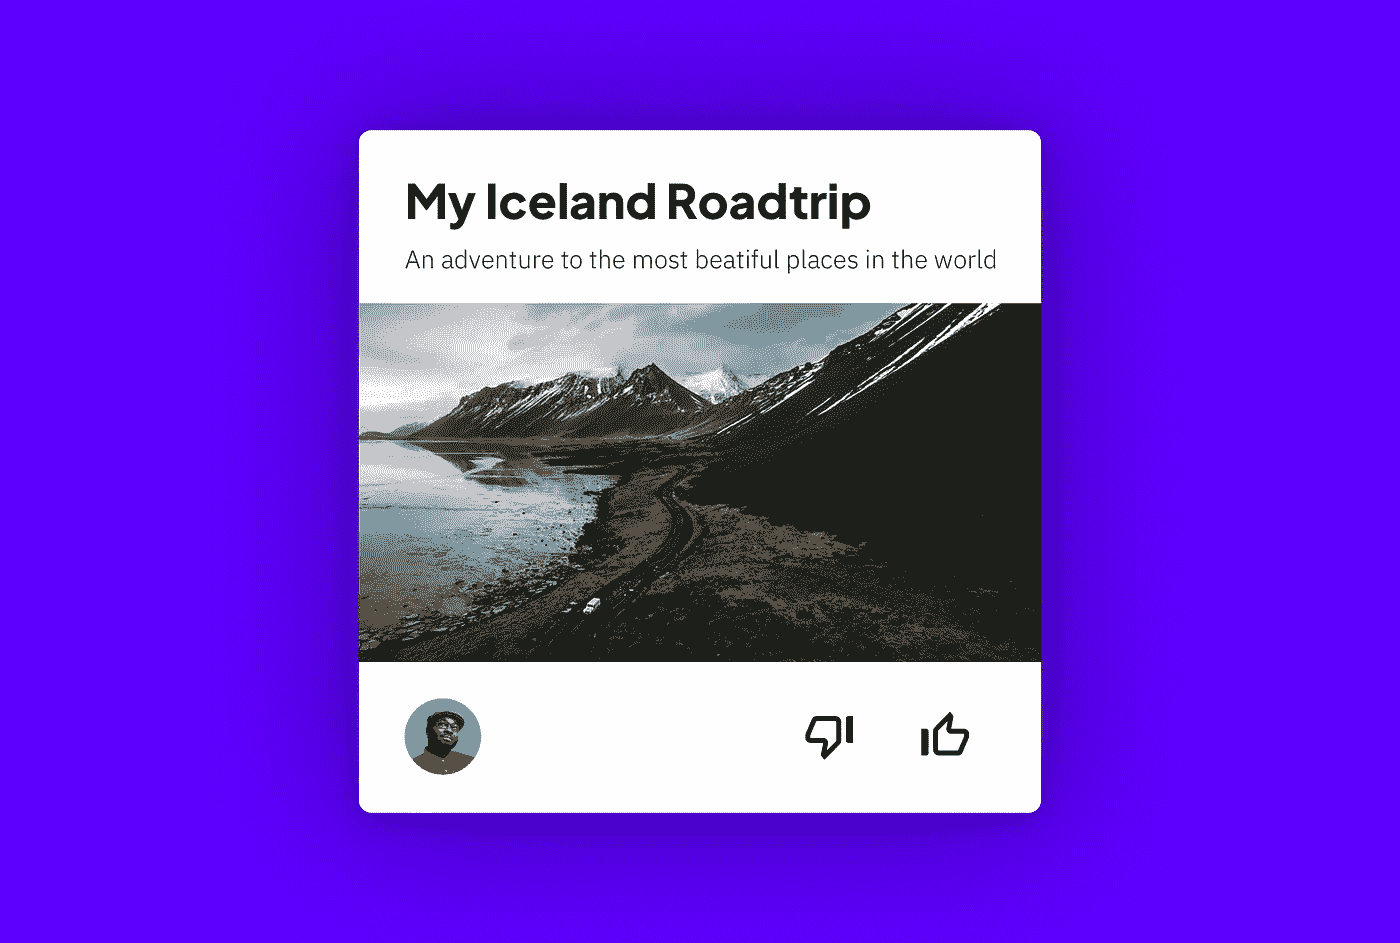 My Iceland Roadtrip
An adventure to the most beatiful places in the world